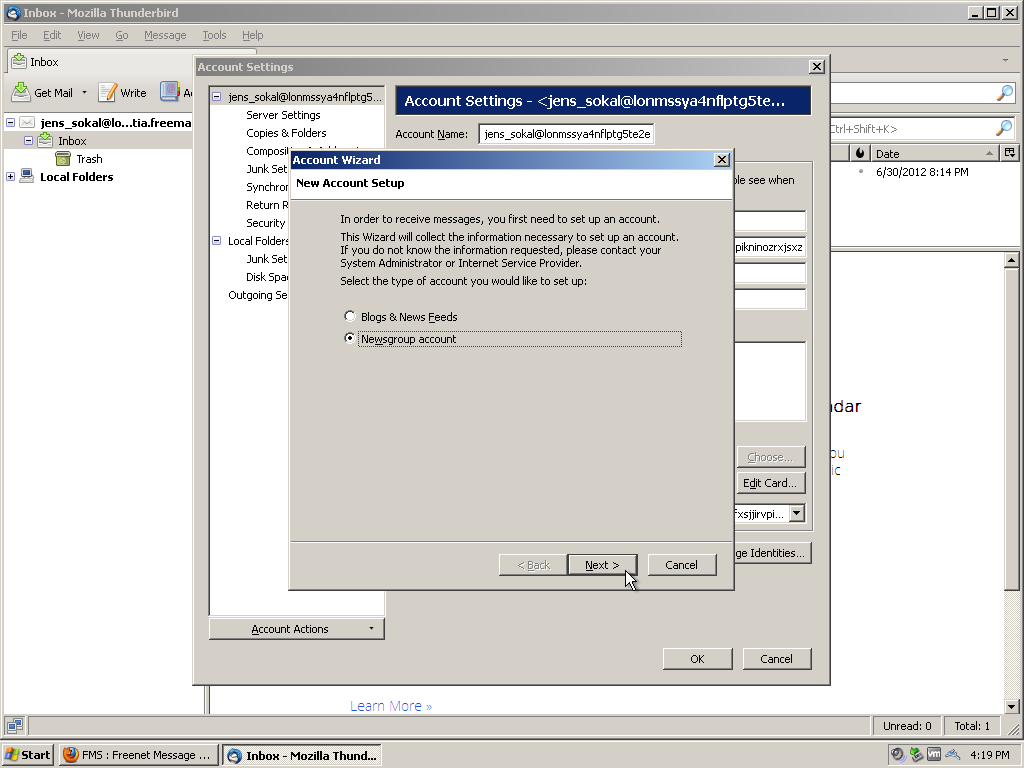 Inbox - Mozilla Thunderbird
File Edit View Go Message Tools Help
Inbox
Get Mail Write
jens_sokal@lo...tia.freema
Inbox
Trash
Local Folders
Account Settings
jens_sokal@lonmssya4nflptg5...
Server Settings
Copies & Folders
Junk Set
Synchror
Return R
Security
Local Folders
Junk Set
Disk Spac
Outgoing Se
Account Actions
Account Settings - <jens_sokal@lonmssya4nflptg5te...
Account Name: jens_sokal@lonmssya4nflptg5te2e
ple see when
pikninozrxjsxz
Choose...
Edit Card...
fxsjjirvpi...
ge Identities...
OK Cancel
Account Wizard
New Account Setup
In order to receive messages, you first need to set up an account.
This Wizard will collect the information necessary to set up an account.
If you do not know the information requested, please contact your
System Administrator or Internet Service Provider.
Select the type of account you would like to set up:
Blogs & News Feeds
Newsgroup account
< Back Next > Cancel
Ctrl+Shift+K>
Date
6/30/2012 8:14 PM
ndar
ou
ic
Learn More »
Unread: 0 Total: 1
Start FMS : Freenet Message ... Inbox - Mozilla Thund... 4:19 PM